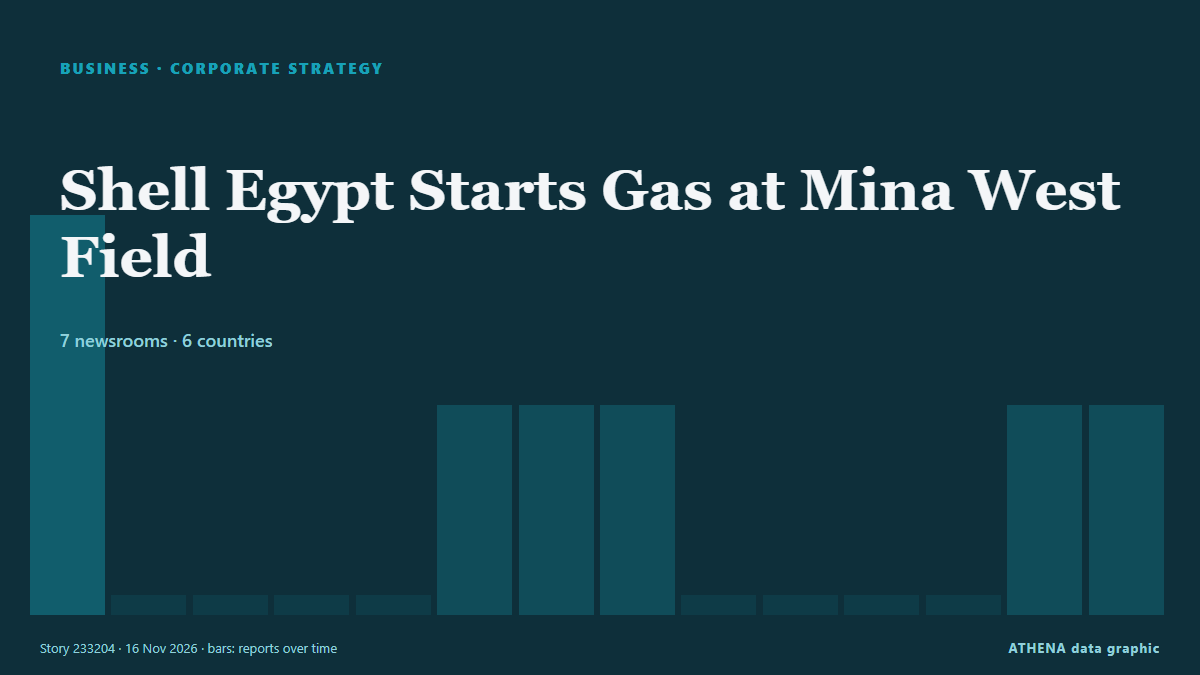 BUSINESS · CORPORATE STRATEGY
Shell Egypt Starts Gas at Mina West
Field
7 newsrooms · 6 countries
Story 233204 · 16 Nov 2026 · bars: reports over time
ATHENA data graphic